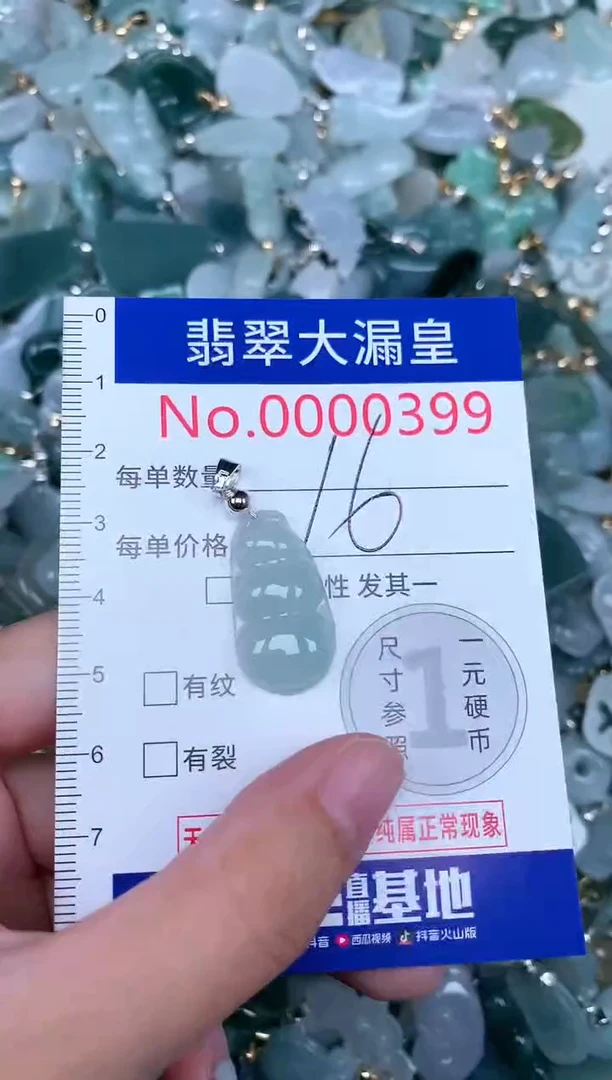 0
翡翠大漏皇
1
No.0000399
2
每单数量
16
3
每单价格
4
性 发其一
尺寸参照
1
一元硬币
5
有纹
6
有裂
7
纯属正常现象
直播基地
抖音 西瓜视频 抖音火山版